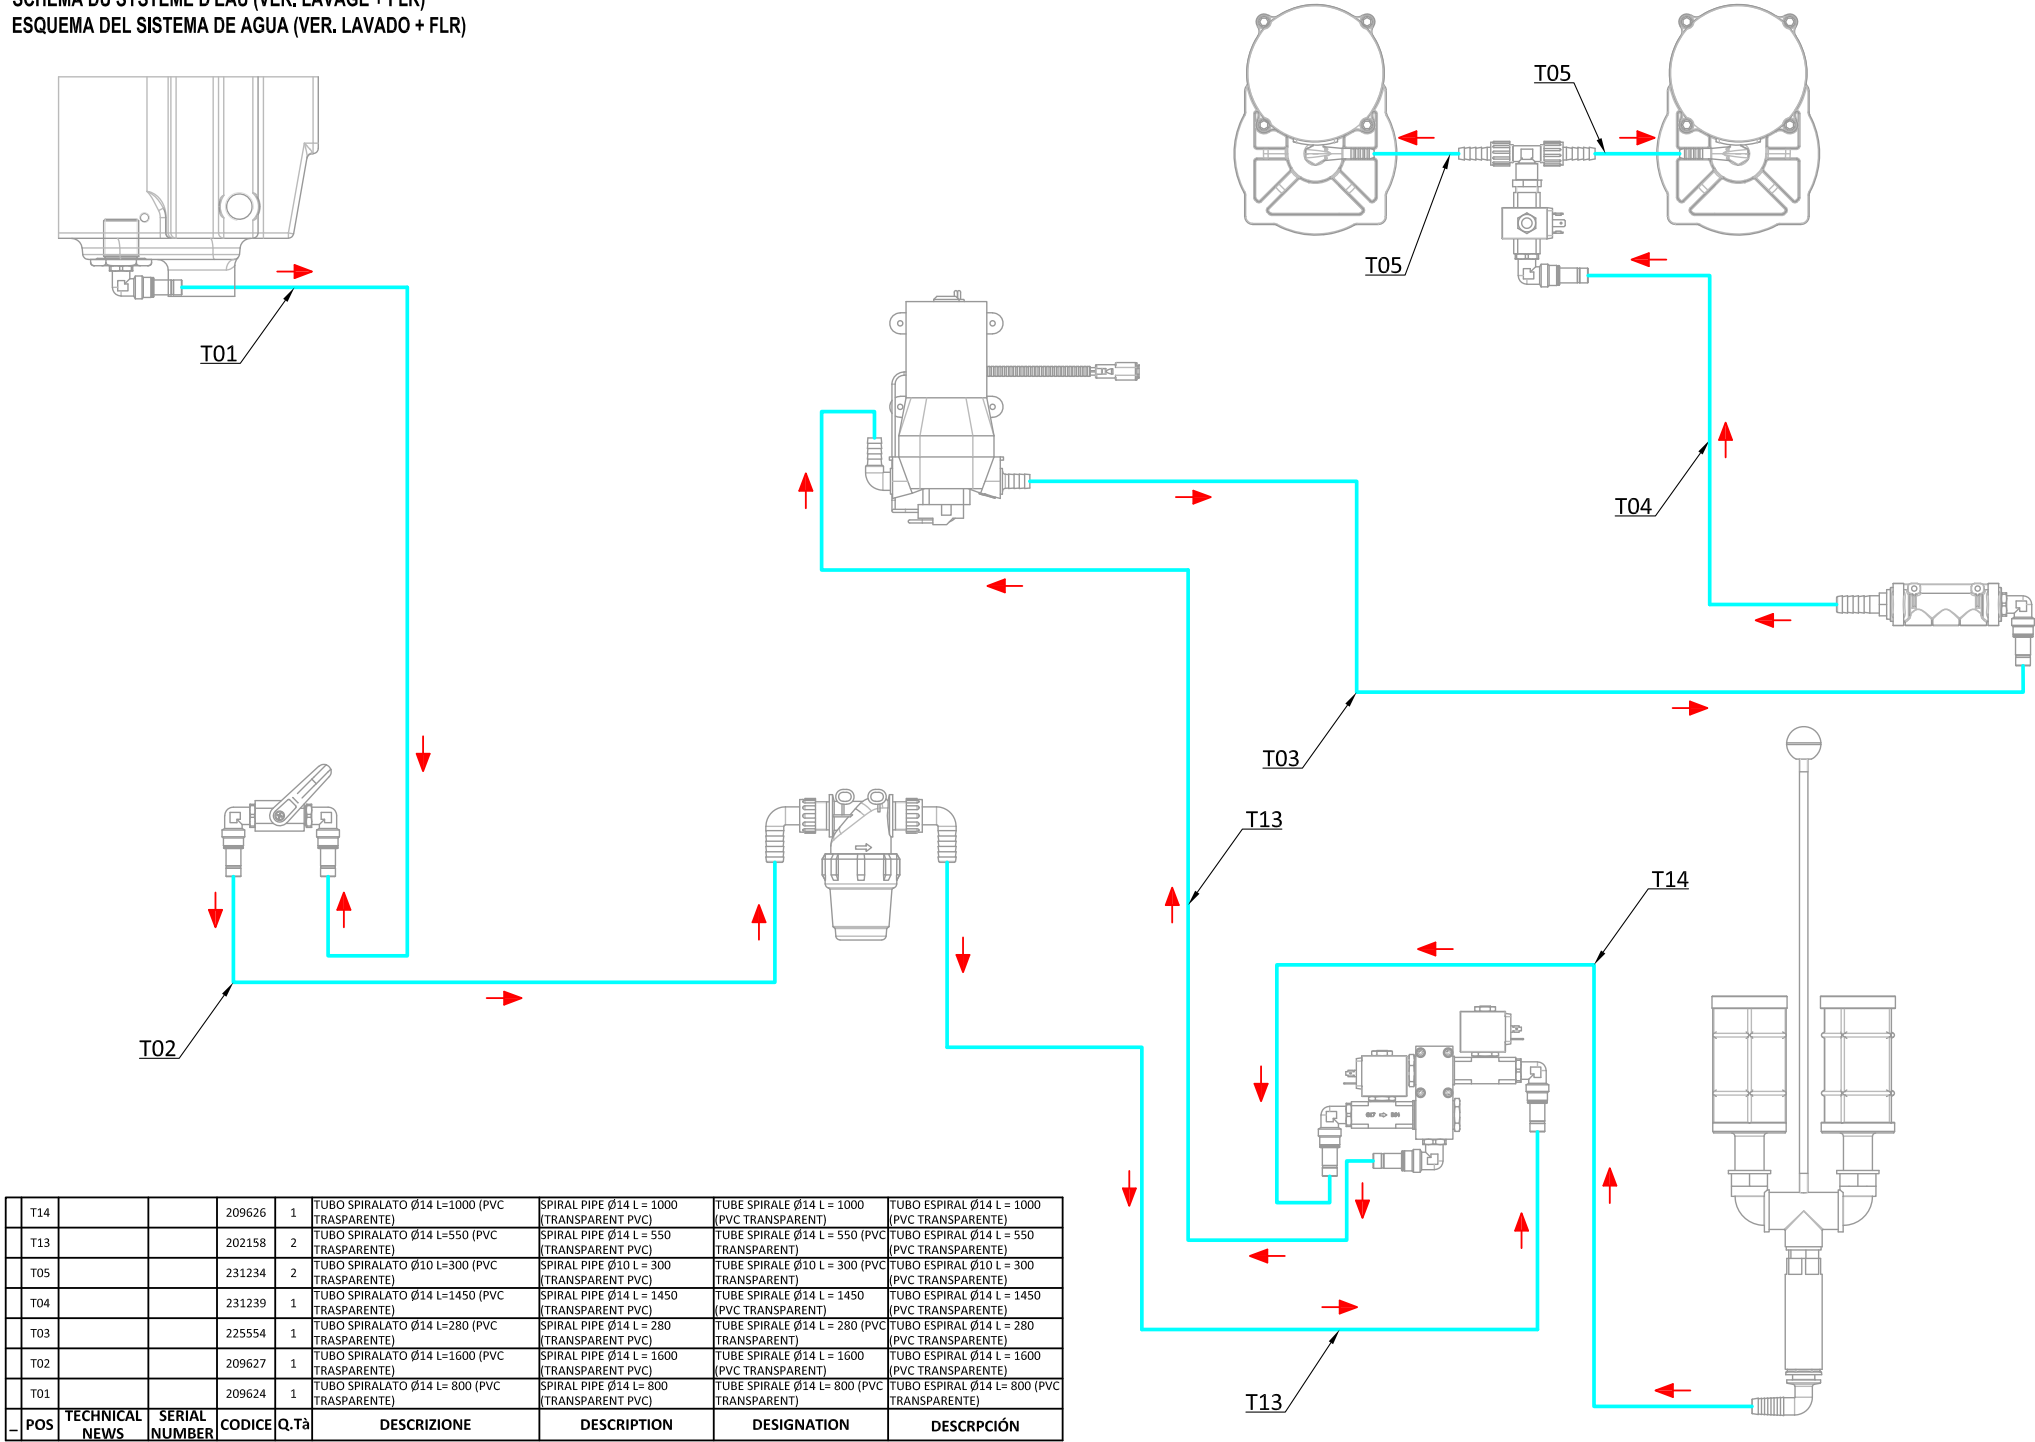 SCHEMA DU SYSTÈME D'EAU (VER. LAVAGE + FLR)
ESQUEMA DEL SISTEMA DE AGUA (VER. LAVADO + FLR)
T05
T05
T01
T04
T03
T13
T14
T02
T13
T14 209626 1 TUBO SPIRALATO Ø14 L=1000 (PVC TRASPARENTE) SPIRAL PIPE Ø14 L = 1000 (TRANSPARENT PVC) TUBE SPIRALE Ø14 L = 1000 (PVC TRANSPARENT) TUBO ESPIRAL Ø14 L = 1000 (PVC TRANSPARENTE)
T13 202158 2 TUBO SPIRALATO Ø14 L=550 (PVC TRASPARENTE) SPIRAL PIPE Ø14 L = 550 (TRANSPARENT PVC) TUBE SPIRALE Ø14 L = 550 (PVC TRANSPARENT) TUBO ESPIRAL Ø14 L = 550 (PVC TRANSPARENTE)
T05 231234 2 TUBO SPIRALATO Ø10 L=300 (PVC TRASPARENTE) SPIRAL PIPE Ø10 L = 300 (TRANSPARENT PVC) TUBE SPIRALE Ø10 L = 300 (PVC TRANSPARENT) TUBO ESPIRAL Ø10 L = 300 (PVC TRANSPARENTE)
T04 231239 1 TUBO SPIRALATO Ø14 L=1450 (PVC TRASPARENTE) SPIRAL PIPE Ø14 L = 1450 (TRANSPARENT PVC) TUBE SPIRALE Ø14 L = 1450 (PVC TRANSPARENT) TUBO ESPIRAL Ø14 L = 1450 (PVC TRANSPARENTE)
T03 225554 1 TUBO SPIRALATO Ø14 L=280 (PVC TRASPARENTE) SPIRAL PIPE Ø14 L = 280 (TRANSPARENT PVC) TUBE SPIRALE Ø14 L = 280 (PVC TRANSPARENT) TUBO ESPIRAL Ø14 L = 280 (PVC TRANSPARENTE)
T02 209627 1 TUBO SPIRALATO Ø14 L=1600 (PVC TRASPARENTE) SPIRAL PIPE Ø14 L = 1600 (TRANSPARENT PVC) TUBE SPIRALE Ø14 L = 1600 (PVC TRANSPARENT) TUBO ESPIRAL Ø14 L = 1600 (PVC TRANSPARENTE)
T01 209624 1 TUBO SPIRALATO Ø14 L= 800 (PVC TRASPARENTE) SPIRAL PIPE Ø14 L= 800 (TRANSPARENT PVC) TUBE SPIRALE Ø14 L= 800 (PVC TRANSPARENT) TUBO ESPIRAL Ø14 L= 800 (PVC TRANSPARENTE)
_ POS TECHNICAL NEWS SERIAL NUMBER CODICE Q.Tà DESCRIZIONE DESCRIPTION DESIGNATION DESCRPCIÓN